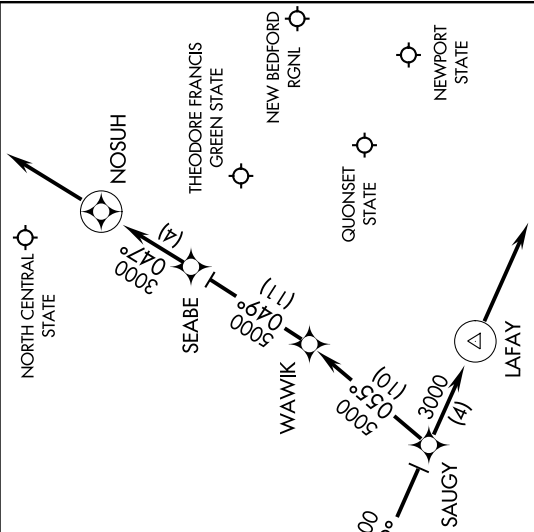 NEW BEDFORD
RGNL
NEWPORT
STATE
THEODORE FRANCIS
GREEN STATE
NOSUH
QUONSET
STATE
NORTH CENTRAL
STATE
3000
047°
(4)
SEABE
5000
049°
(11)
WAWIK
5000
055°
(10)
3000
(4)
LAFAY
SAUGY